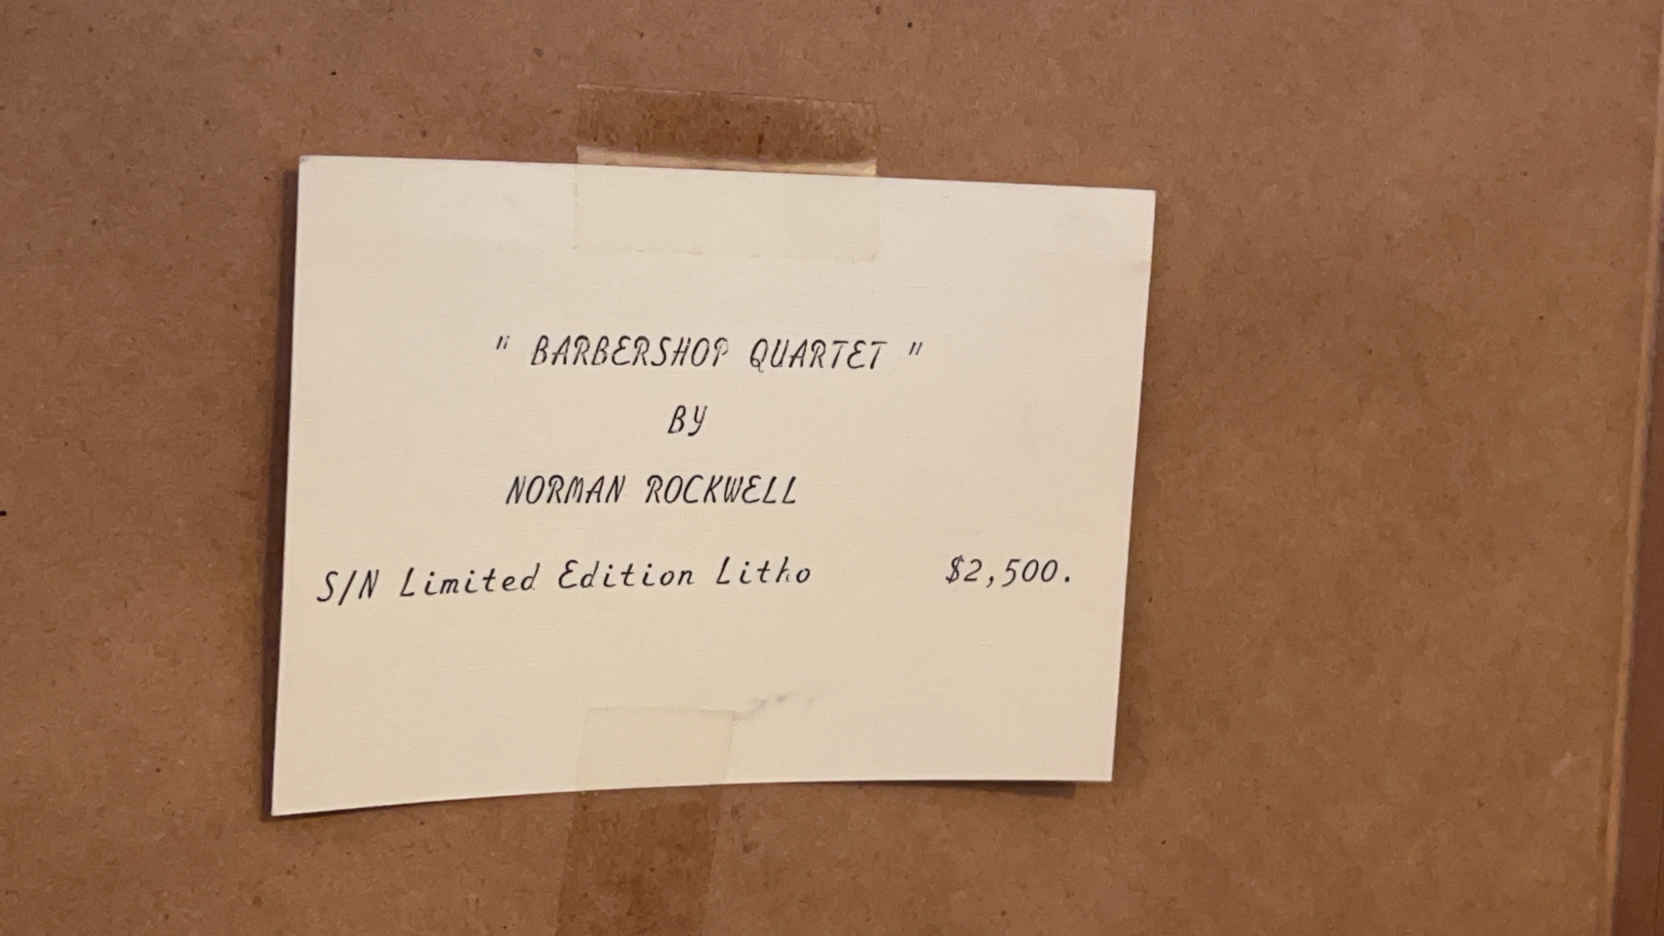 " BARBERSHOP QUARTET "
BY
NORMAN ROCKWELL
S/N Limited Edition Litho $2,500.